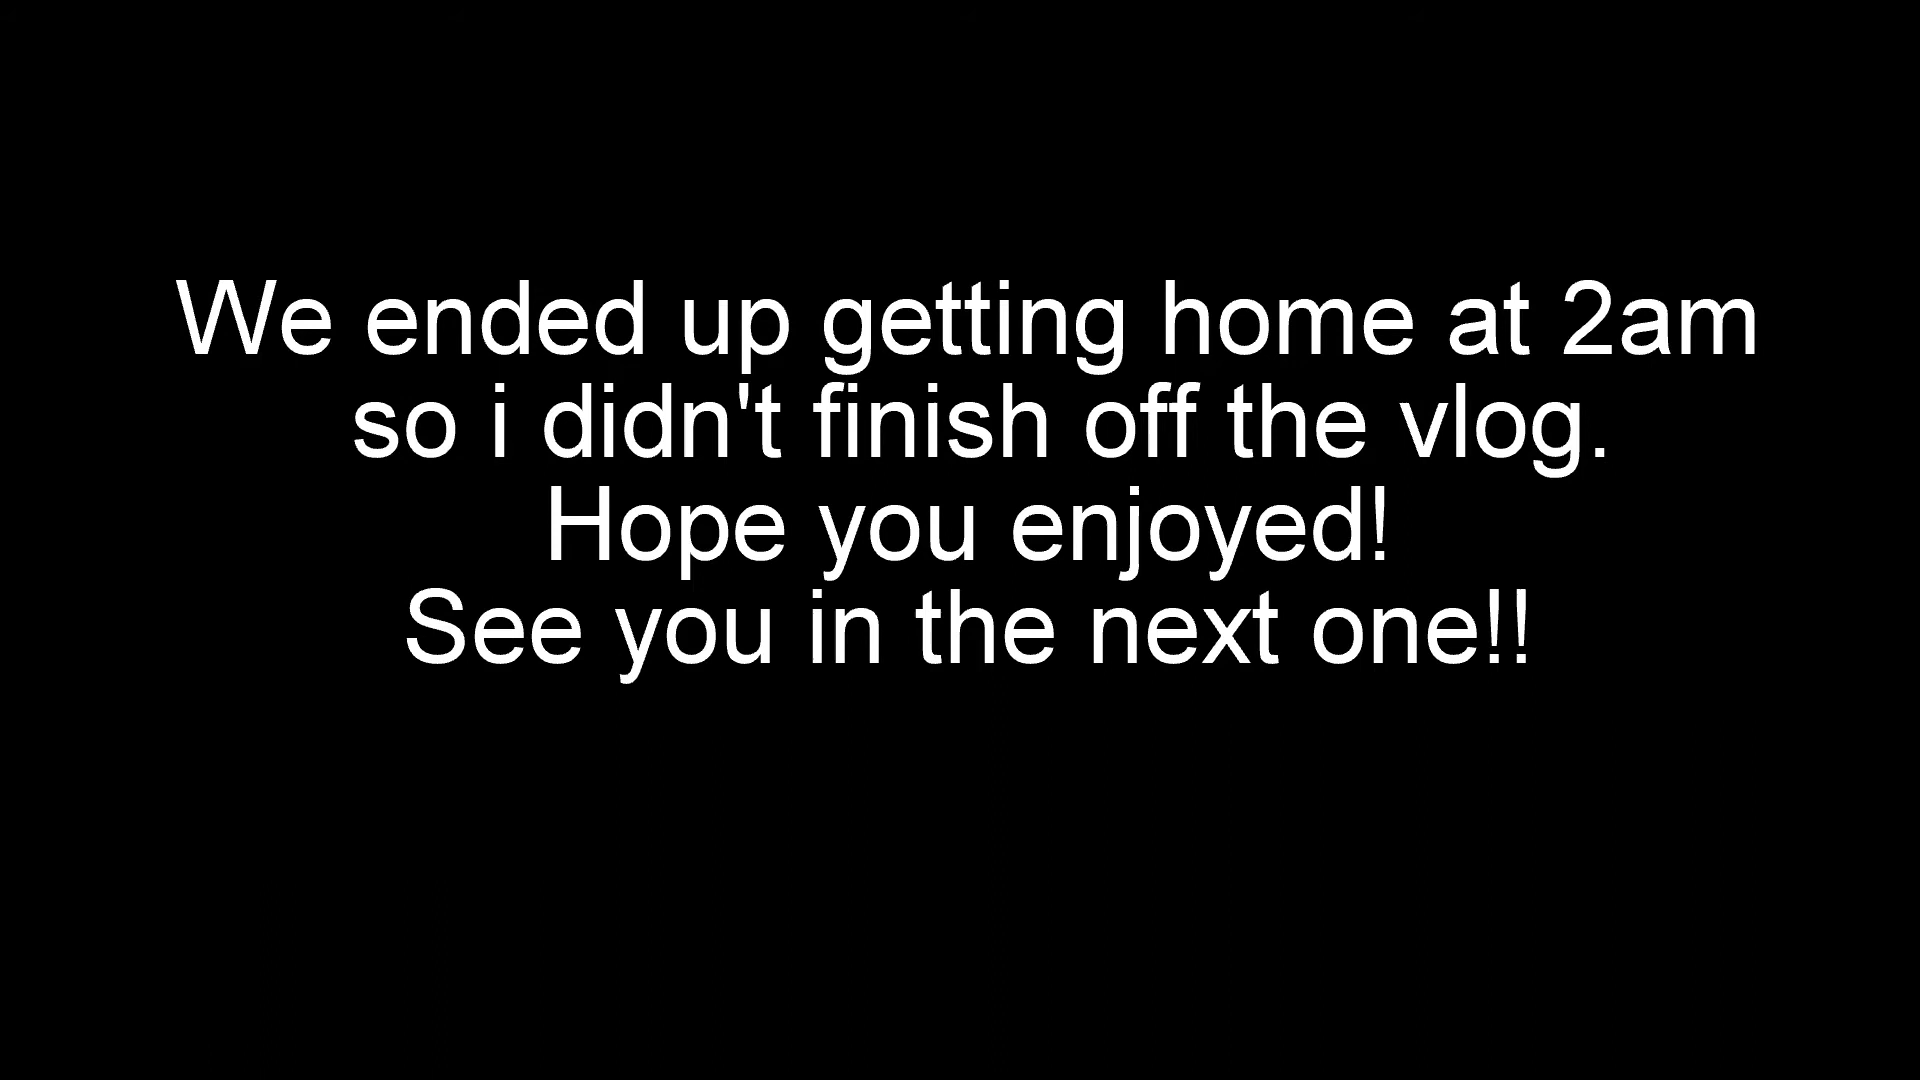 We ended up getting home at 2am
so i didn't finish off the vlog.
Hope you enjoyed!
See you in the next one!!